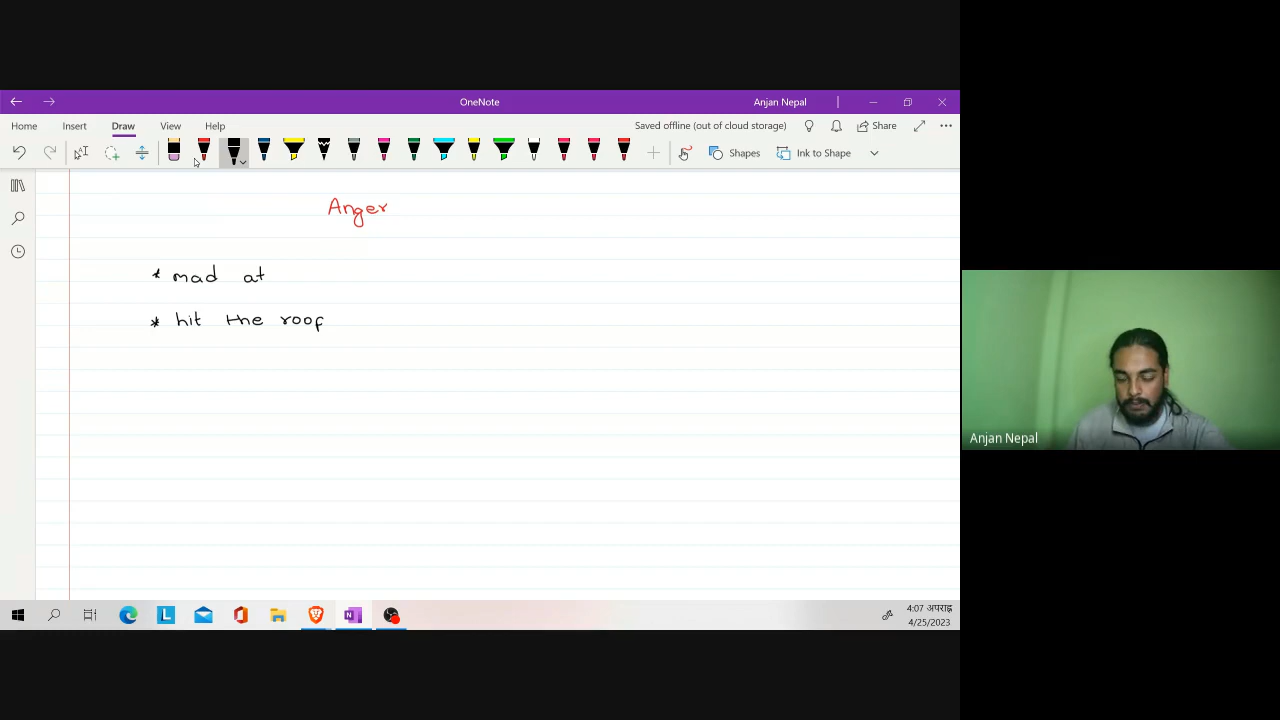 OneNote
Anjan Nepal
Home
Insert
Draw
View
Help
Saved offline (out of cloud storage)
Share
Shapes
Ink to Shape
Anger
* mad at
* hit the roof
Anjan Nepal
4:07 अपराह्न
4/25/2023